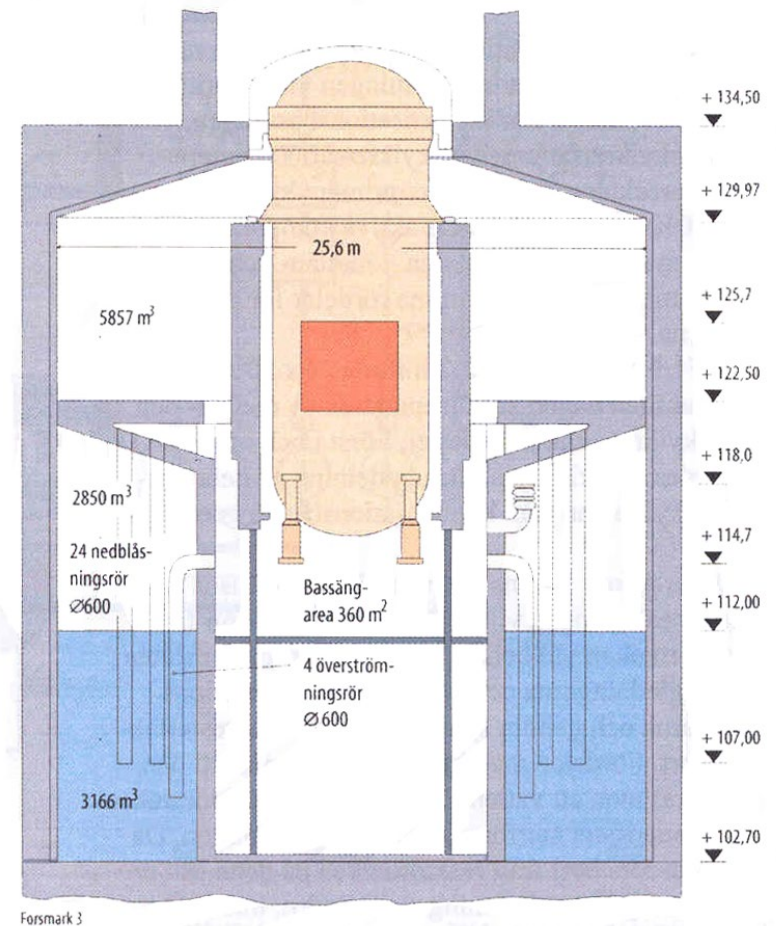 + 134,50
+ 129,97
25,6 m
+ 125,7
5857 m³
+ 122,50
+ 118,0
2850 m³
24 nedblås-
ningsrör
Ø600
+ 114,7
Bassäng-
area 360 m²
+ 112,00
4 överström-
ningsrör
Ø 600
+ 107,00
3166 m³
+ 102,70
Forsmark 3